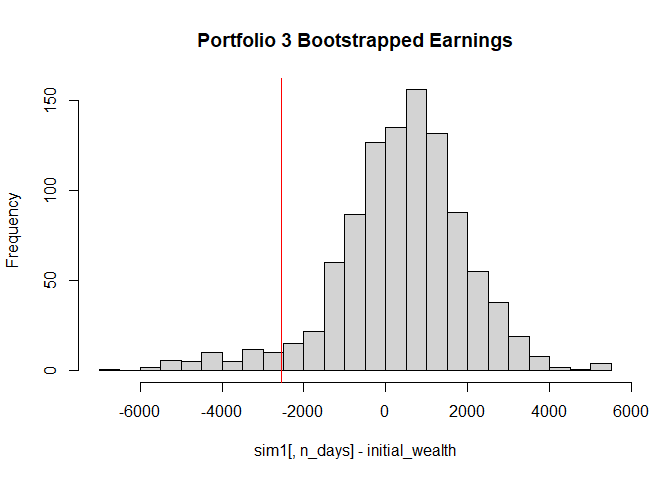 Portfolio 3 Bootstrapped Earnings
Frequency
150
100
50
0
-6000 -4000 -2000 0 2000 4000 6000
sim1[, n_days] - initial_wealth